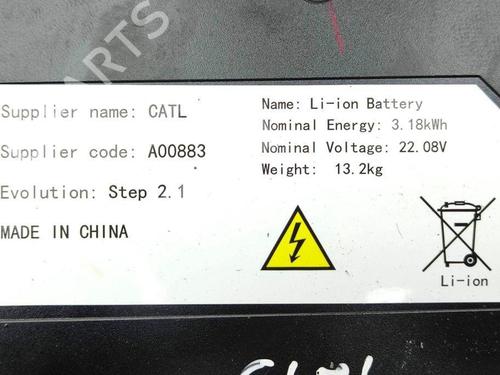 PARTS
Supplier name: CATL
Supplier code: A00883
Evolution: Step 2.1
MADE IN CHINA
Name: Li-ion Battery
Nominal Energy: 3.18kWh
Nominal Voltage: 22.08V
Weight: 13.2kg
Li-ion